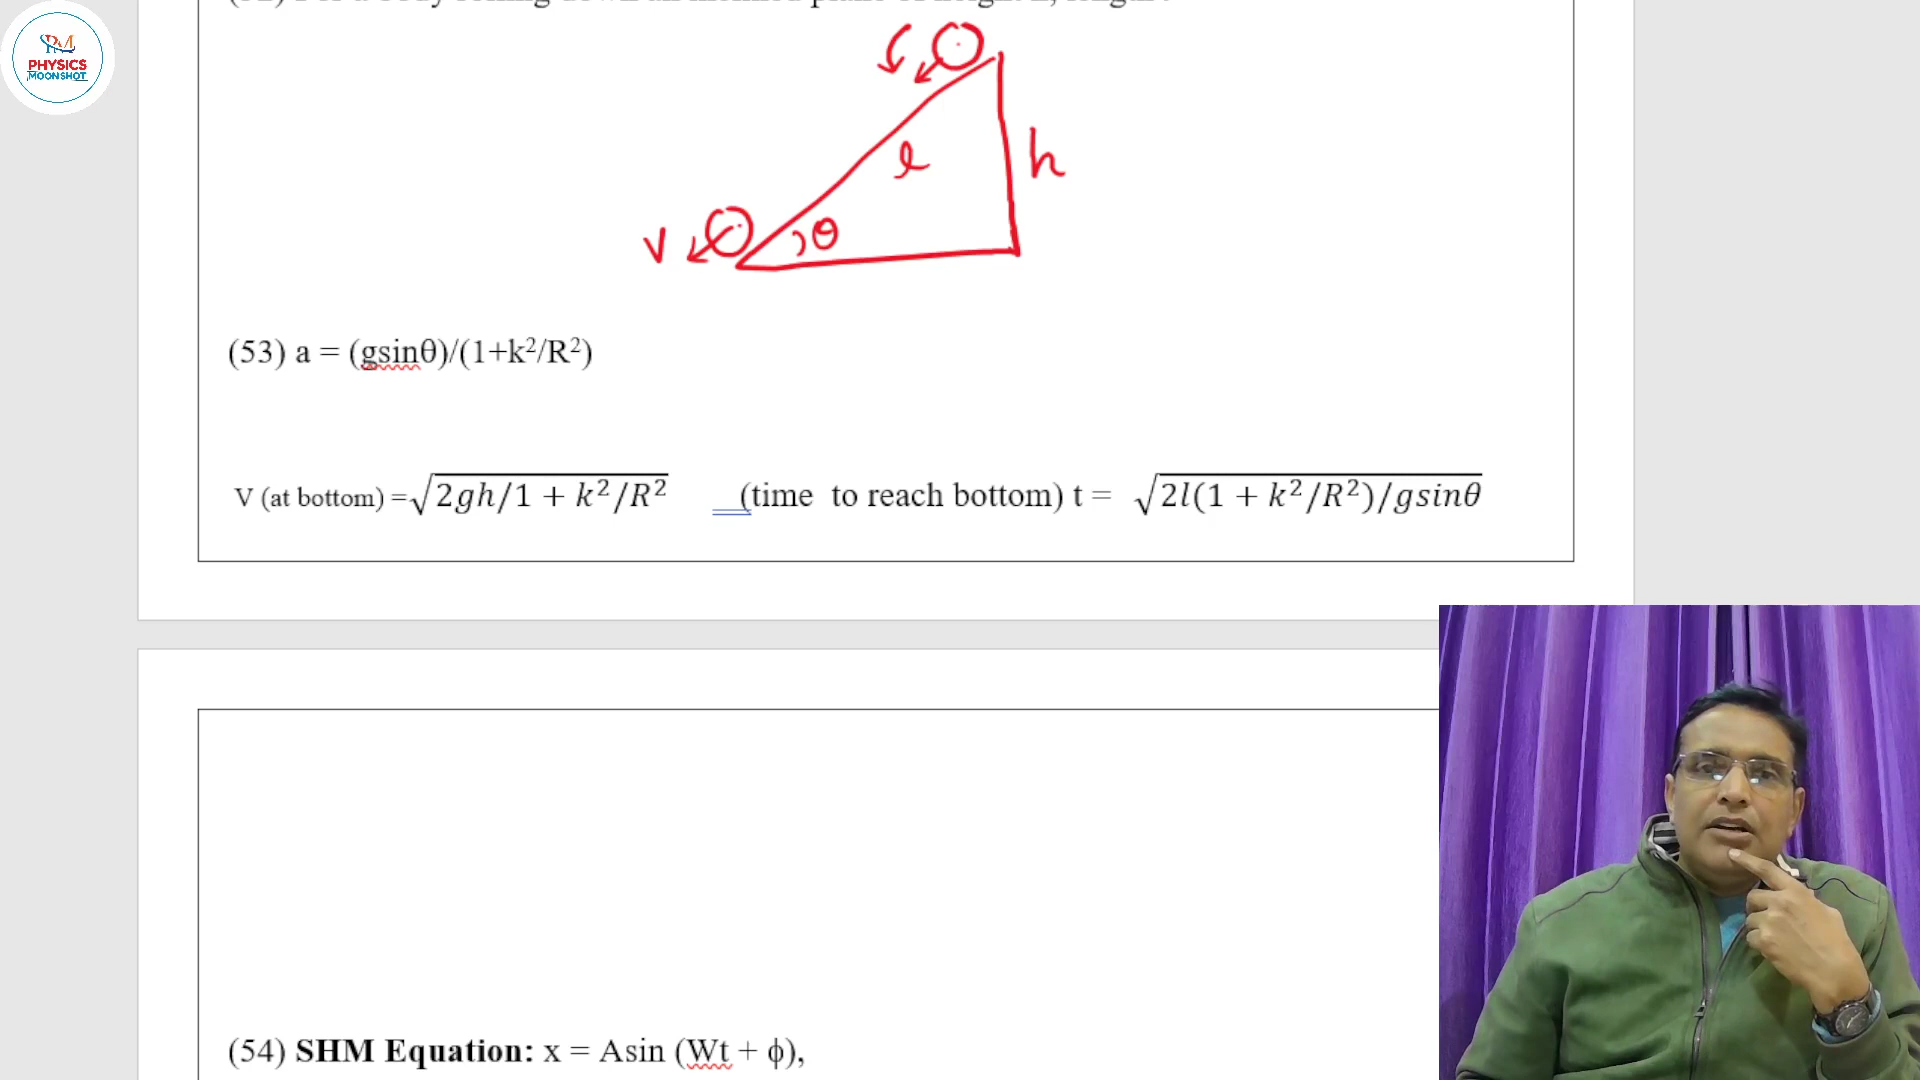 PHYSICS
MOONSHOT
h
l
V
θ
(53) a = (gsinθ)/(1+k²/R²)
V (at bottom) =√2gh/1 + k²/R² (time to reach bottom) t = √2l(1 + k²/R²)/gsinθ
(54) SHM Equation: x = Asin (Wt + ϕ),